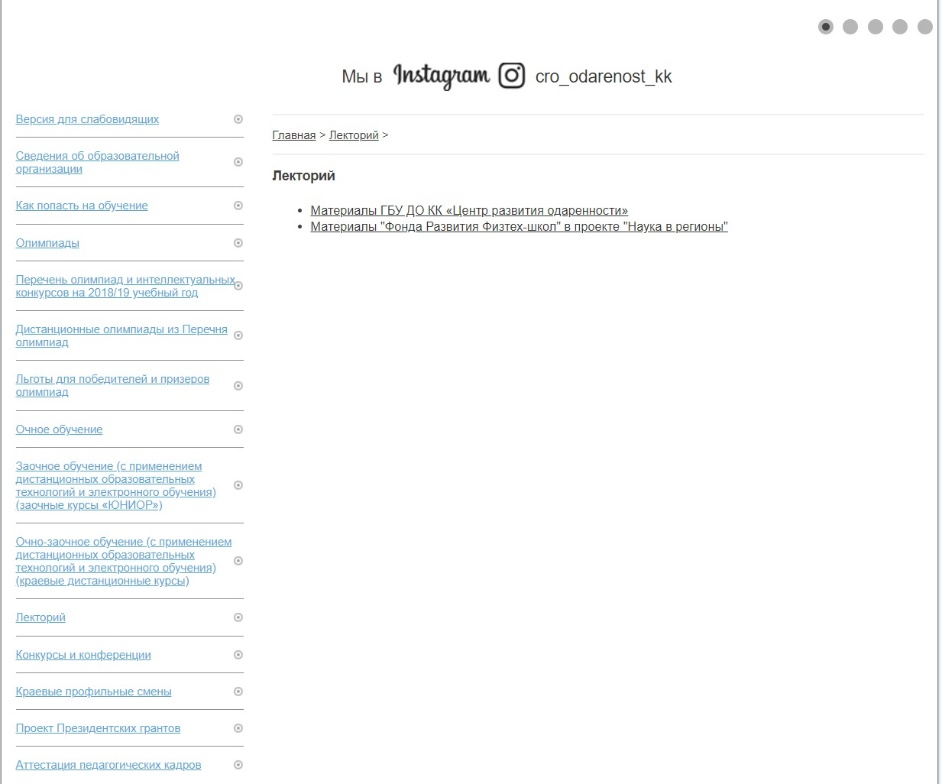 Мы в Instagram cro_odarenost_kk
Версия для слабовидящих
Сведения об образовательной
организации
Как попасть на обучение
Олимпиады
Перечень олимпиад и интеллектуальных
конкурсов на 2018/19 учебный год
Дистанционные олимпиады из Перечня
олимпиад
Льготы для победителей и призеров
олимпиад
Очное обучение
Заочное обучение (с применением
дистанционных образовательных
технологий и электронного обучения)
(заочные курсы «ЮНИОР»)
Очно-заочное обучение (с применением
дистанционных образовательных
технологий и электронного обучения)
(краевые дистанционные курсы)
Лекторий
Конкурсы и конференции
Краевые профильные смены
Проект Президентских грантов
Аттестация педагогических кадров
Главная > Лекторий >
Лекторий
• Материалы ГБУ ДО КК «Центр развития одаренности»
• Материалы "Фонда Развития Физтех-школ" в проекте "Наука в регионы"